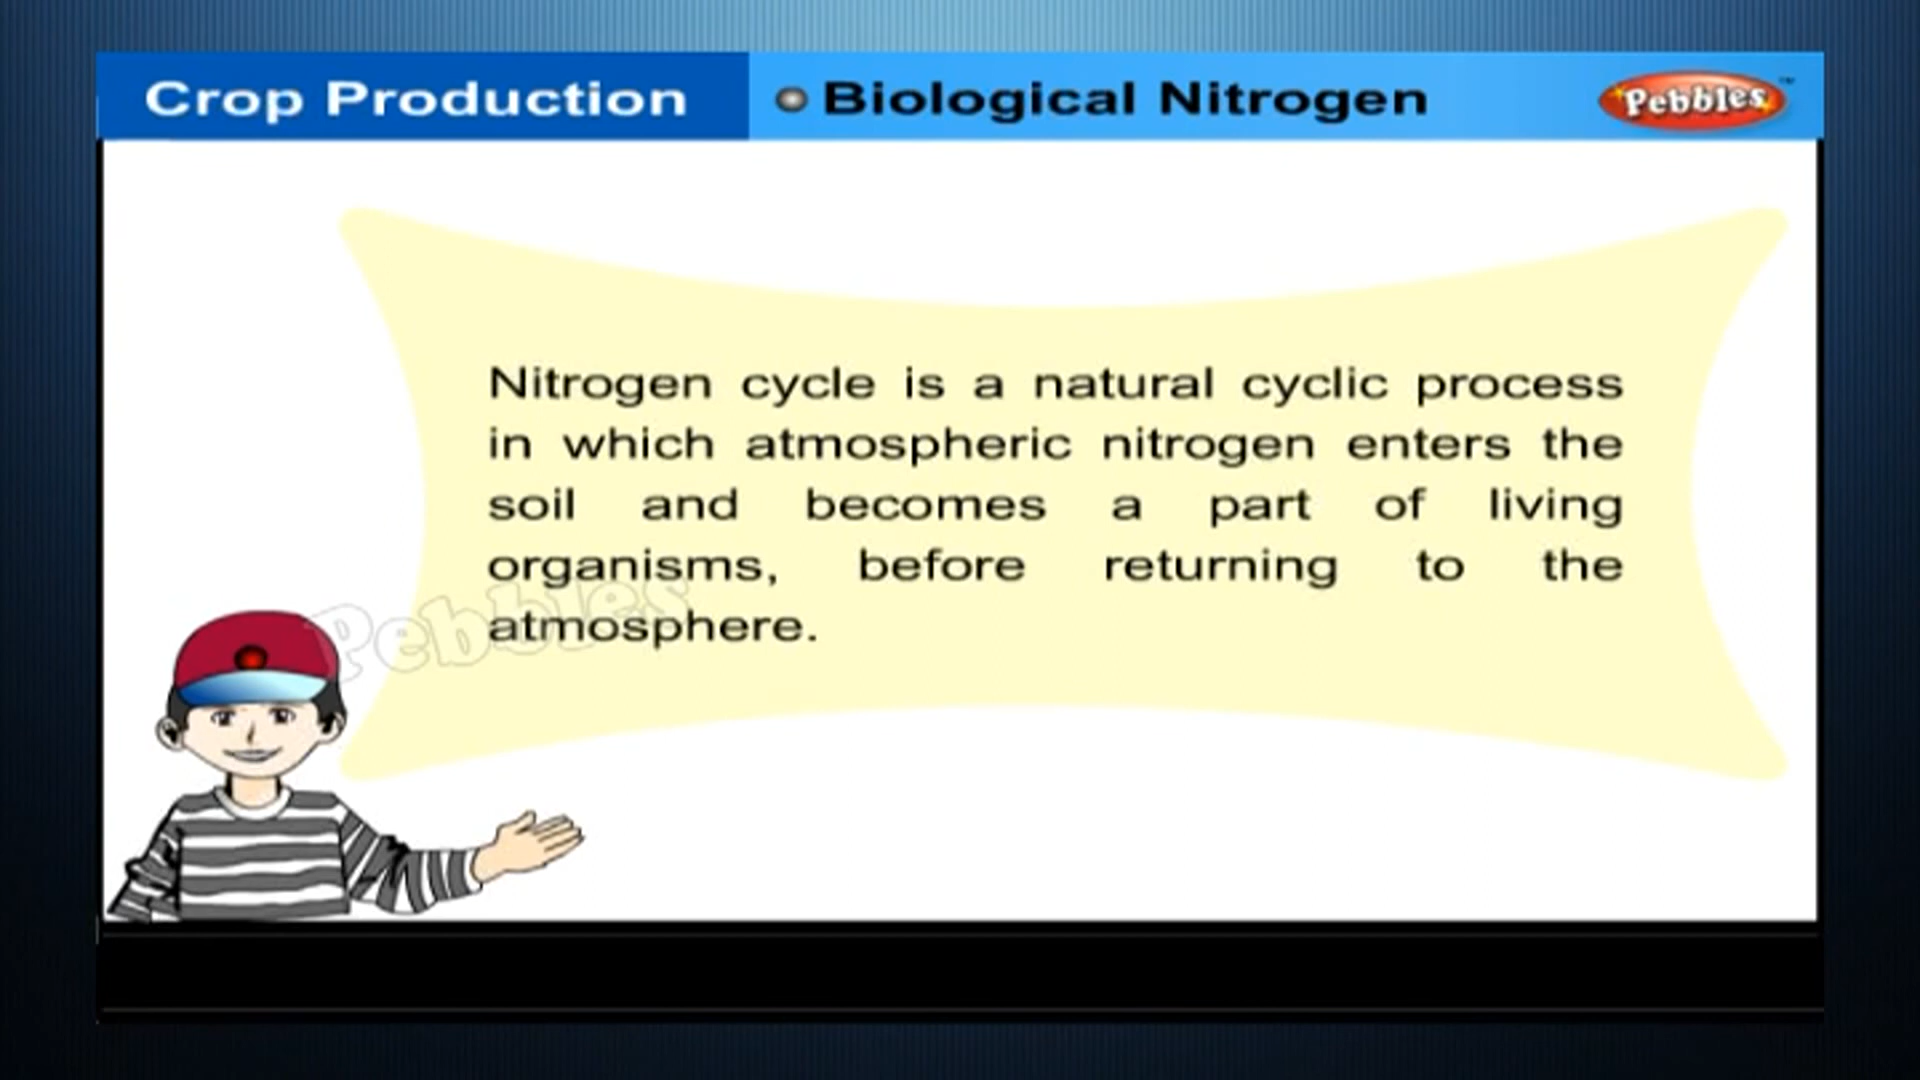 Crop Production
Biological Nitrogen
Pebbles™
Nitrogen cycle is a natural cyclic process
in which atmospheric nitrogen enters the
soil and becomes a part of living
organisms, before returning to the
atmosphere.
Pebbles